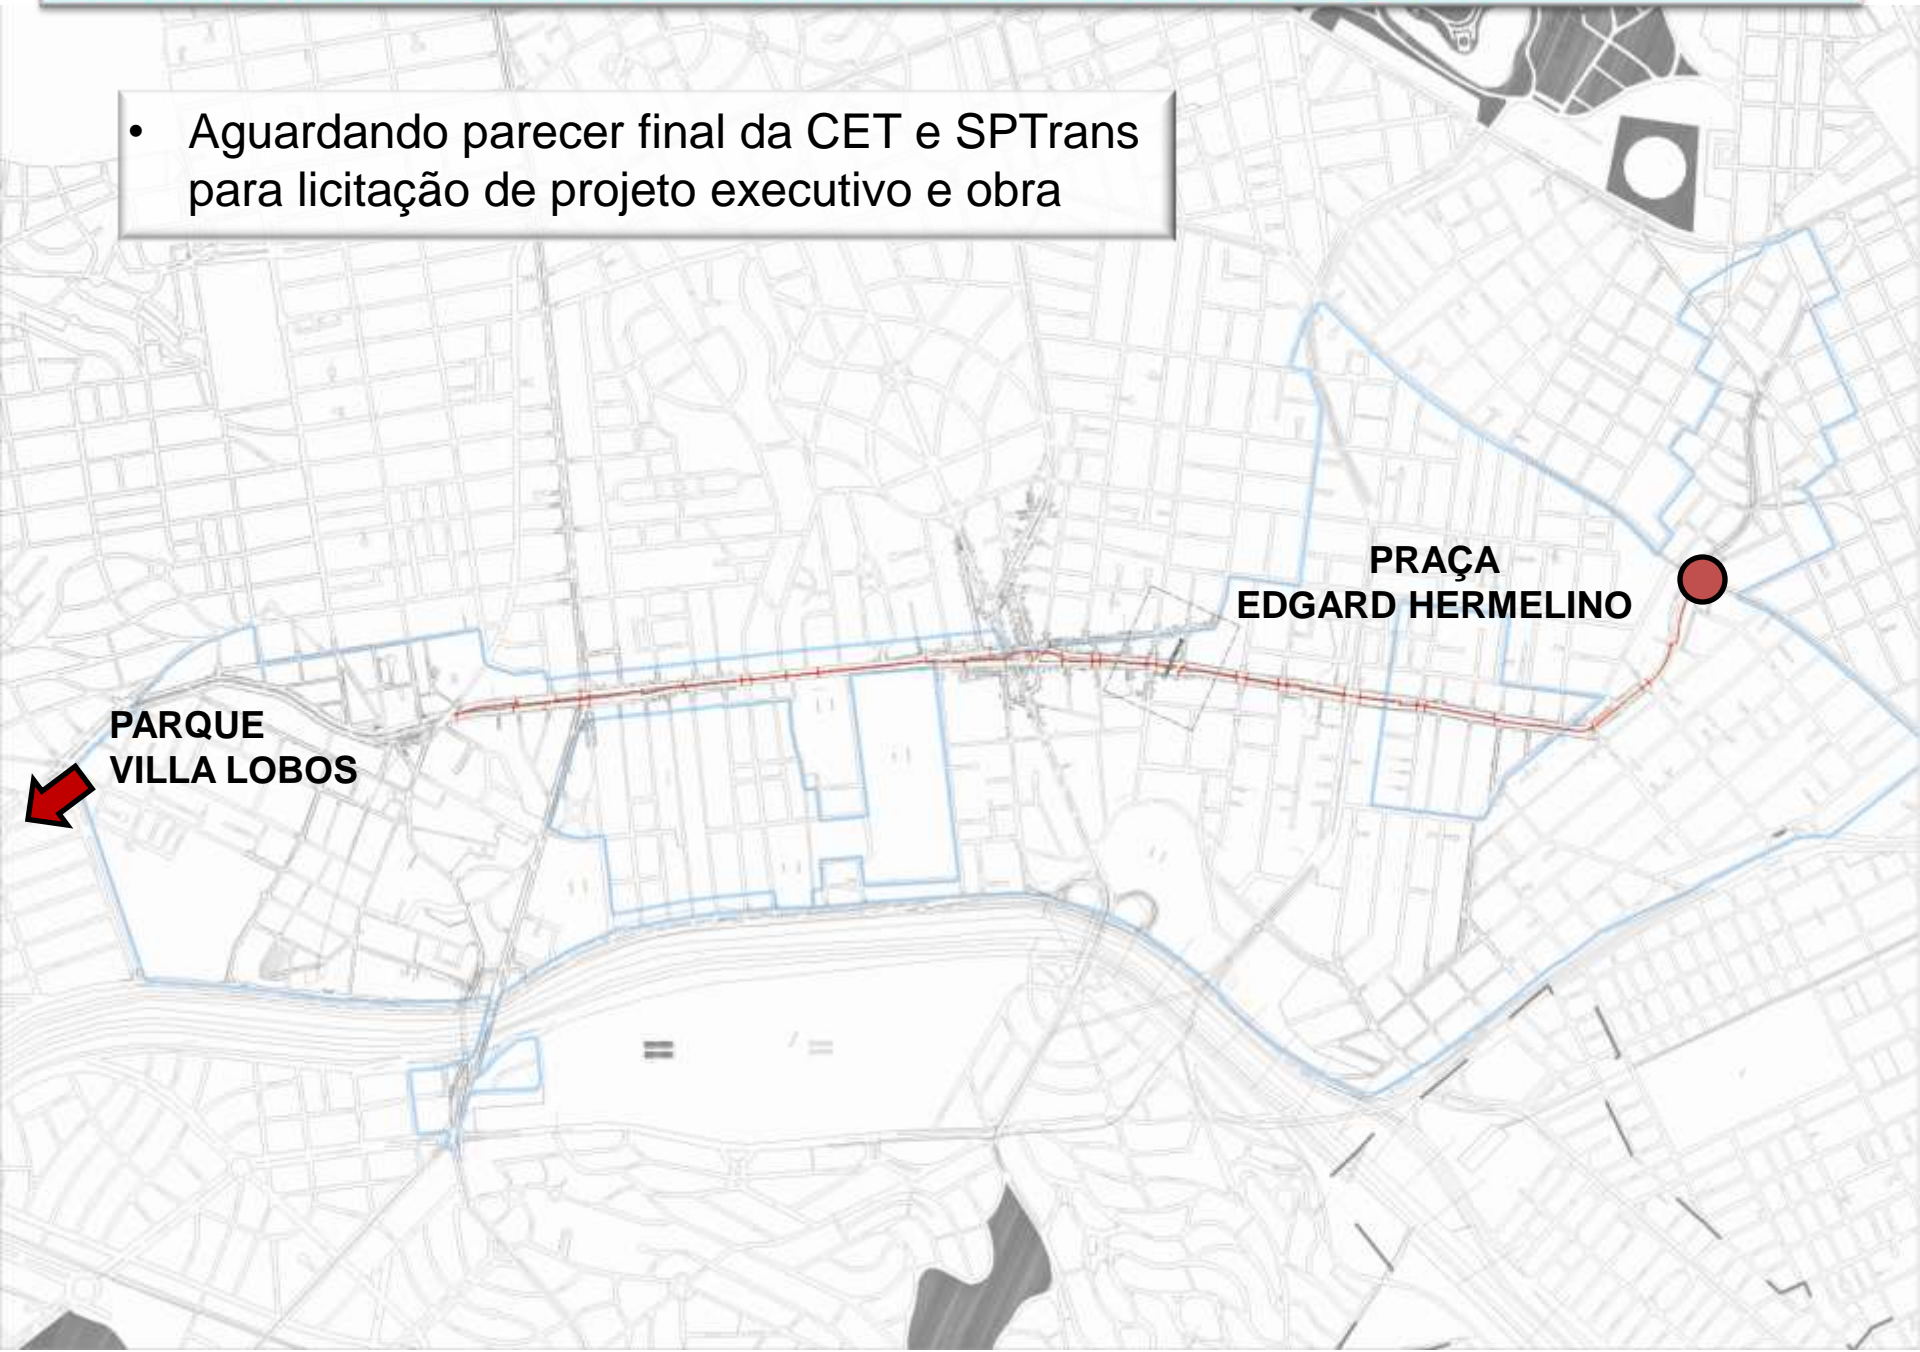 • Aguardando parecer final da CET e SPTrans
para licitação de projeto executivo e obra
PRAÇA
EDGARD HERMELINO
PARQUE
VILLA LOBOS